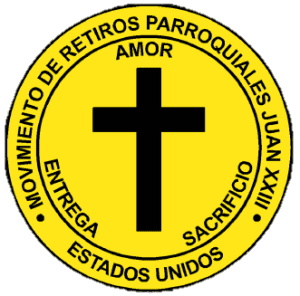 MOVIMIENTO DE RETIROS PARROQUIALES JUAN XXIII
AMOR
ENTREGA
SACRIFICIO
ESTADOS UNIDOS